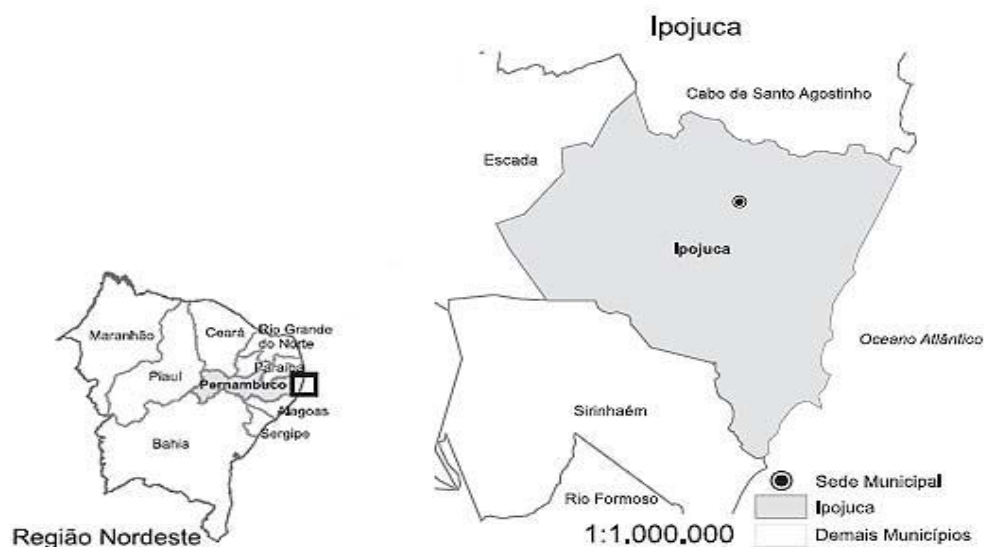 Ipojuca
Cabo de Santo Agostinho
Escada
Ipojuca
Oceano Atlântico
Sirinhaém
Rio Formoso
Sede Municipal
Ipojuca
Demais Municípios
1:1.000.000
Maranhão
Ceará
Rio Grande
do Norte
Paraíba
Piauí
Pernambuco
Alagoas
Sergipe
Bahia
Região Nordeste